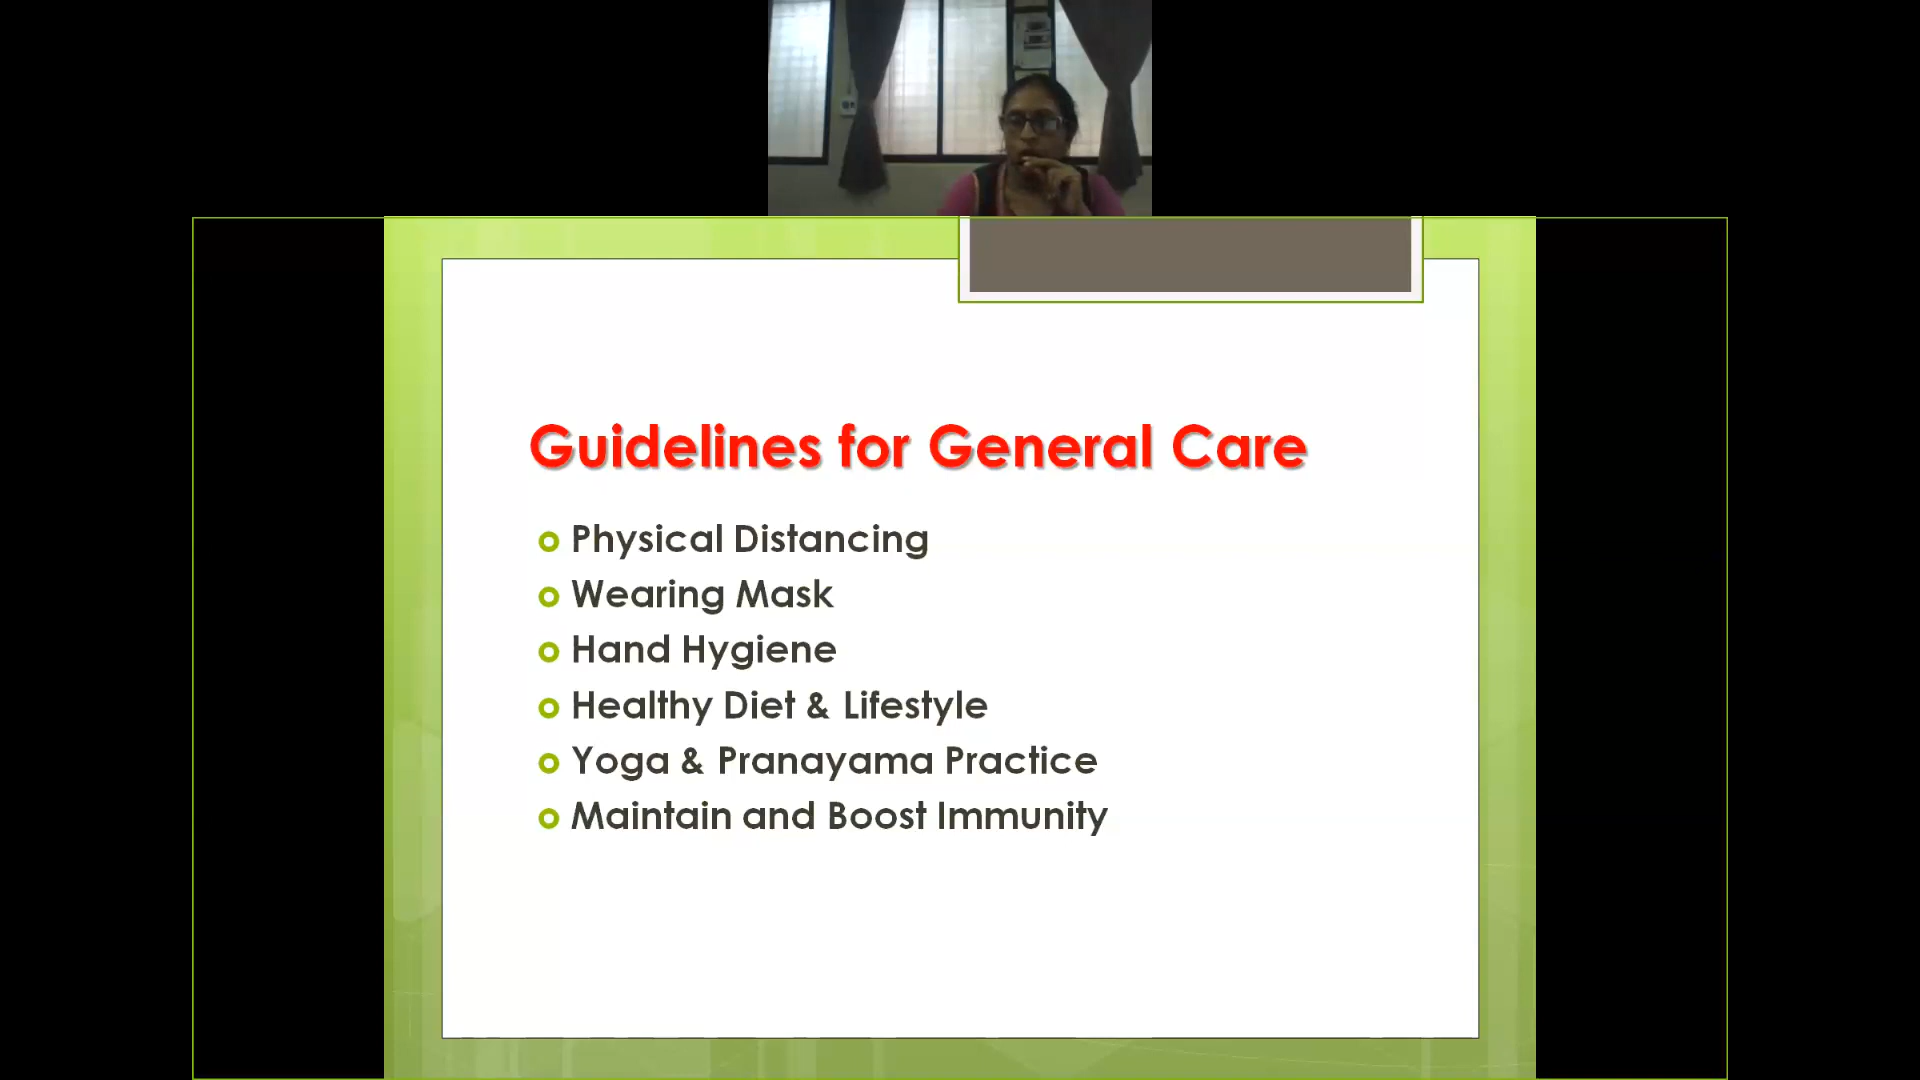 Guidelines for General Care
Physical Distancing
Wearing Mask
Hand Hygiene
Healthy Diet & Lifestyle
Yoga & Pranayama Practice
Maintain and Boost Immunity